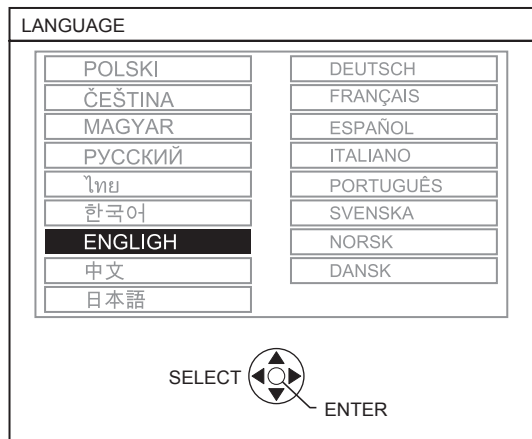 LANGUAGE
POLSKI
ČEŠTINA
MAGYAR
РУССКИЙ
ไทย
한국어
ENGLIGH
中文
日本語
DEUTSCH
FRANÇAIS
ESPAÑOL
ITALIANO
PORTUGUÊS
SVENSKA
NORSK
DANSK
SELECT
ENTER